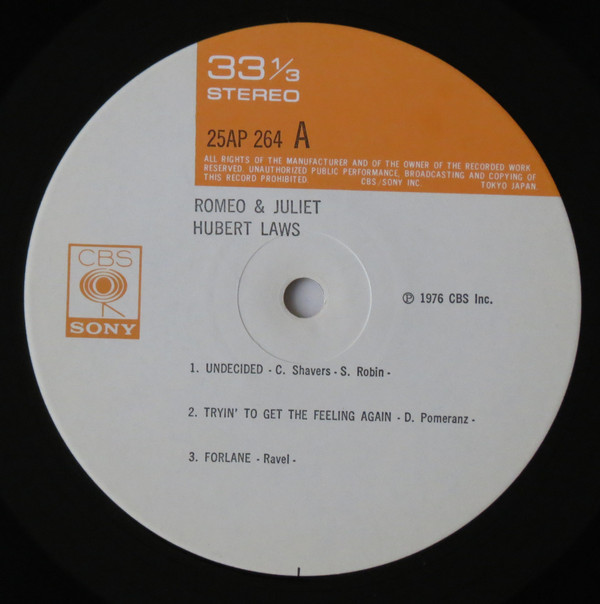 33 1/3
STEREO
25AP 264 A
ALL RIGHTS OF THE MANUFACTURER AND OF THE OWNER OF THE RECORDED WORK
RESERVED. UNAUTHORIZED PUBLIC PERFORMANCE, BROADCASTING AND COPYING OF
THIS RECORD PROHIBITED CBS/SONY INC. TOKYO JAPAN.
ROMEO & JULIET
HUBERT LAWS
CBS
SONY
℗ 1976 CBS Inc.
1. UNDECIDED - C. Shavers - S. Robin -
2. TRYIN' TO GET THE FEELING AGAIN - D. Pomeranz -
3. FORLANE - Ravel -